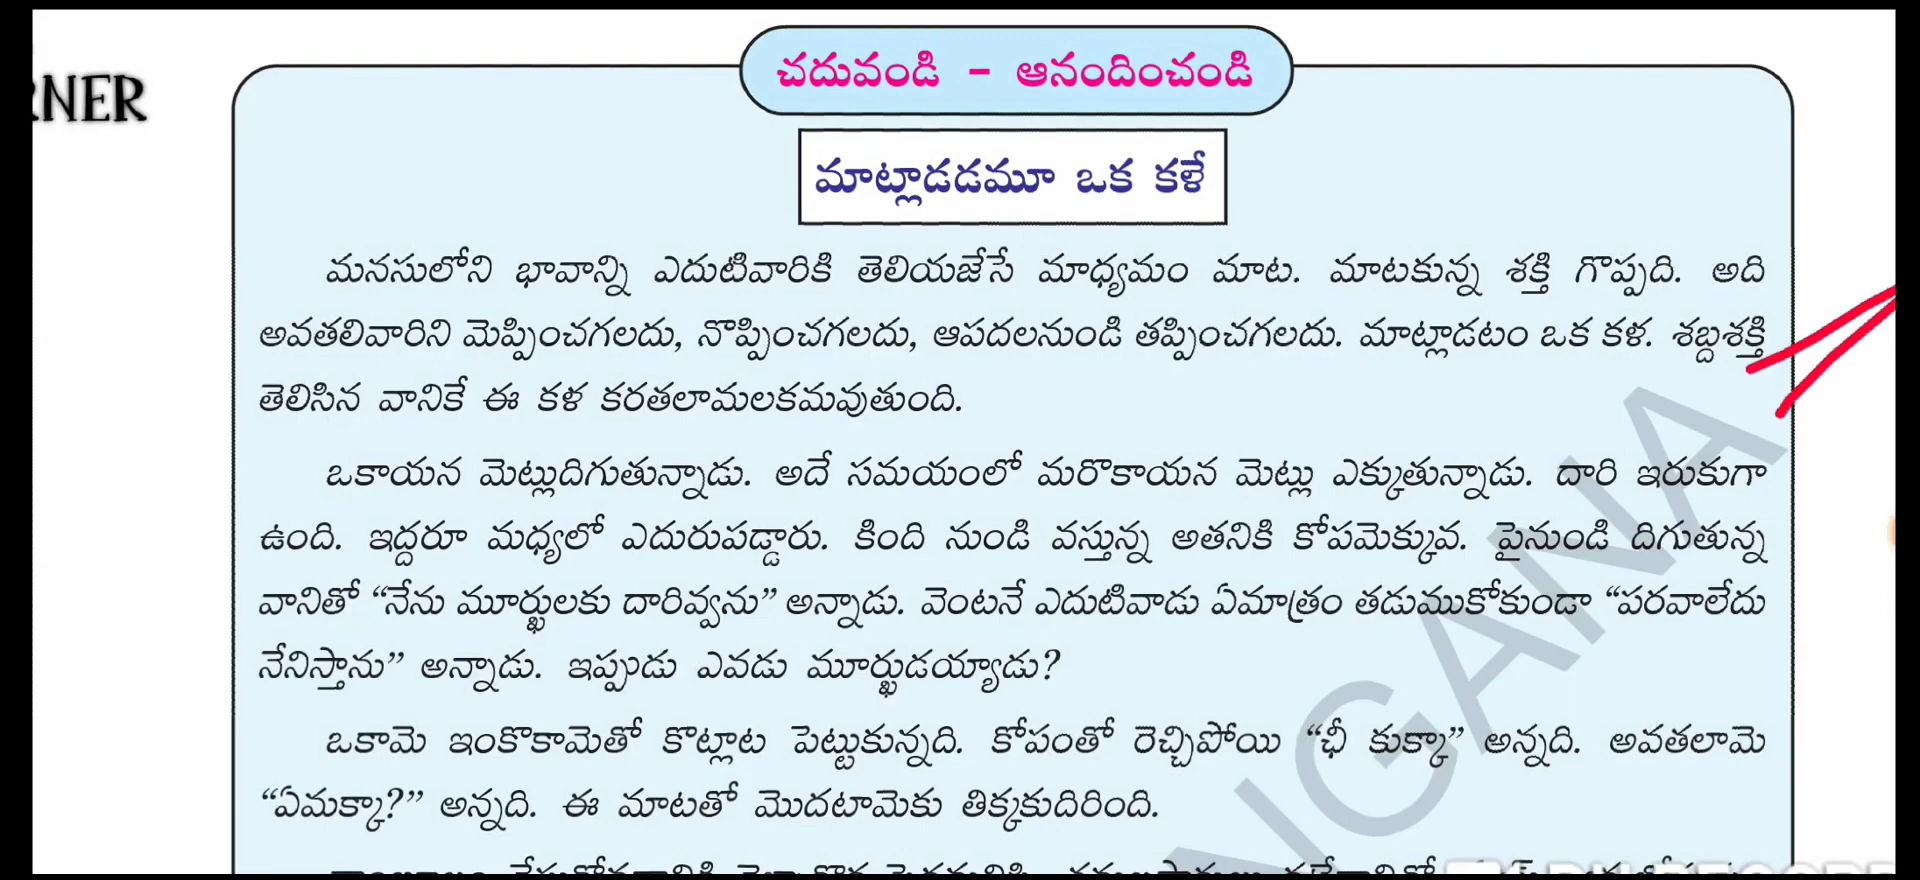 RNER
చదువండి - ఆనందించండి
మాట్లాడడమూ ఒక కళే
మనసులోని భావాన్ని ఎదుటివారికి తెలియజేసే మాధ్యమం మాట. మాటకున్న శక్తి గొప్పది. అది
అవతలివారిని మెప్పించగలదు, నొప్పించగలదు, ఆపదలనుండి తప్పించగలదు. మాట్లాడటం ఒక కళ. శబ్దశక్తి
తెలిసిన వానికే ఈ కళ కరతలామలకమవుతుంది.
ఒకాయన మెట్లుదిగుతున్నాడు. అదే సమయంలో మరొకాయన మెట్లు ఎక్కుతున్నాడు. దారి ఇరుకుగా
ఉంది. ఇద్దరూ మధ్యలో ఎదురుపడ్డారు. కింది నుండి వస్తున్న అతనికి కోపమెక్కువ. పైనుండి దిగుతున్న
వానితో “నేను మూర్ఖులకు దారివ్వను” అన్నాడు. వెంటనే ఎదుటివాడు ఏమాత్రం తడుముకోకుండా “పరవాలేదు
నేనిస్తాను” అన్నాడు. ఇప్పుడు ఎవడు మూర్ఖుడయ్యాడు?
ఒకామె ఇంకొకామెతో కొట్లాట పెట్టుకున్నది. కోపంతో రెచ్చిపోయి “ఛీ కుక్కా” అన్నది. అవతలామె
“ఏమక్కా?” అన్నది. ఈ మాటతో మొదటామెకు తిక్కకుదిరింది.
NGANA